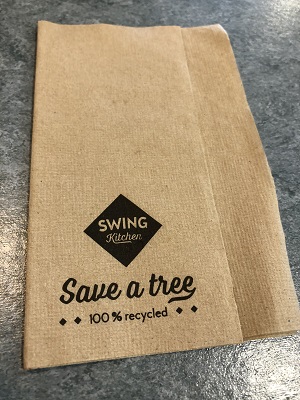 SWING
Kitchen
Save a tree
100% recycled